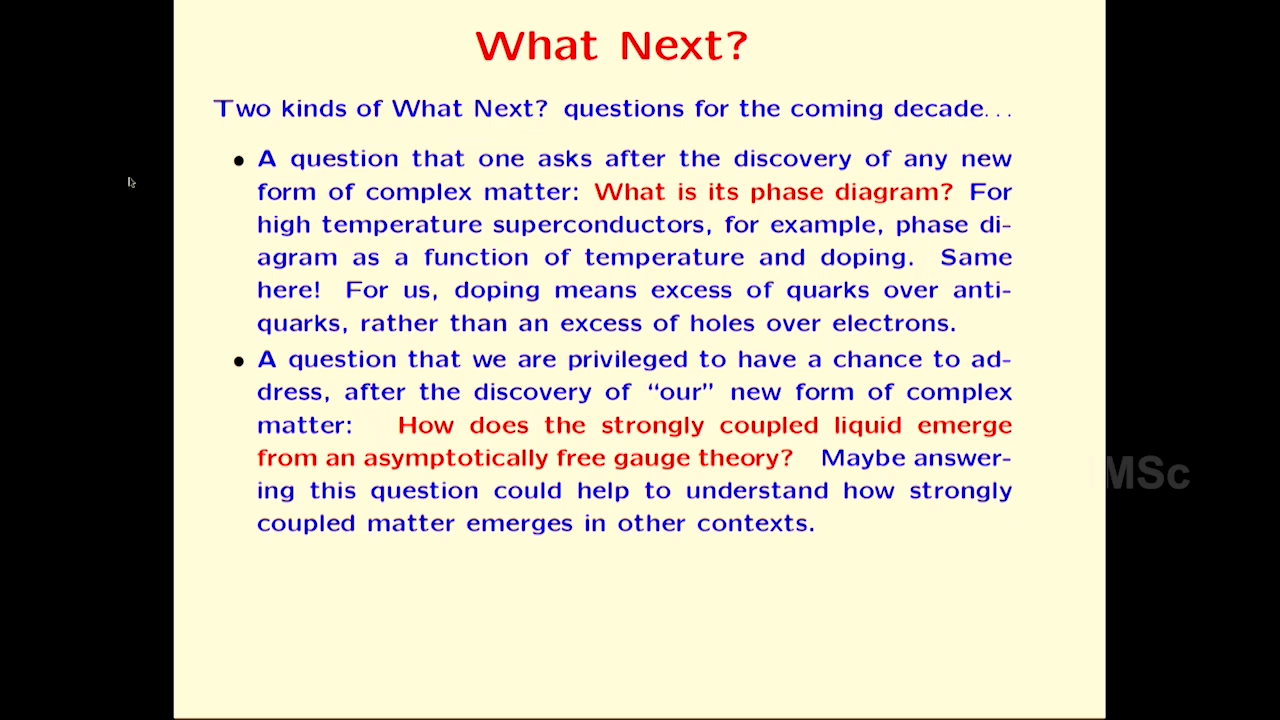 What Next?
Two kinds of What Next? questions for the coming decade...
• A question that one asks after the discovery of any new
form of complex matter: What is its phase diagram? For
high temperature superconductors, for example, phase di-
agram as a function of temperature and doping. Same
here! For us, doping means excess of quarks over anti-
quarks, rather than an excess of holes over electrons.
• A question that we are privileged to have a chance to ad-
dress, after the discovery of “our” new form of complex
matter: How does the strongly coupled liquid emerge
from an asymptotically free gauge theory? Maybe answer-
ing this question could help to understand how strongly
coupled matter emerges in other contexts.
IMSc